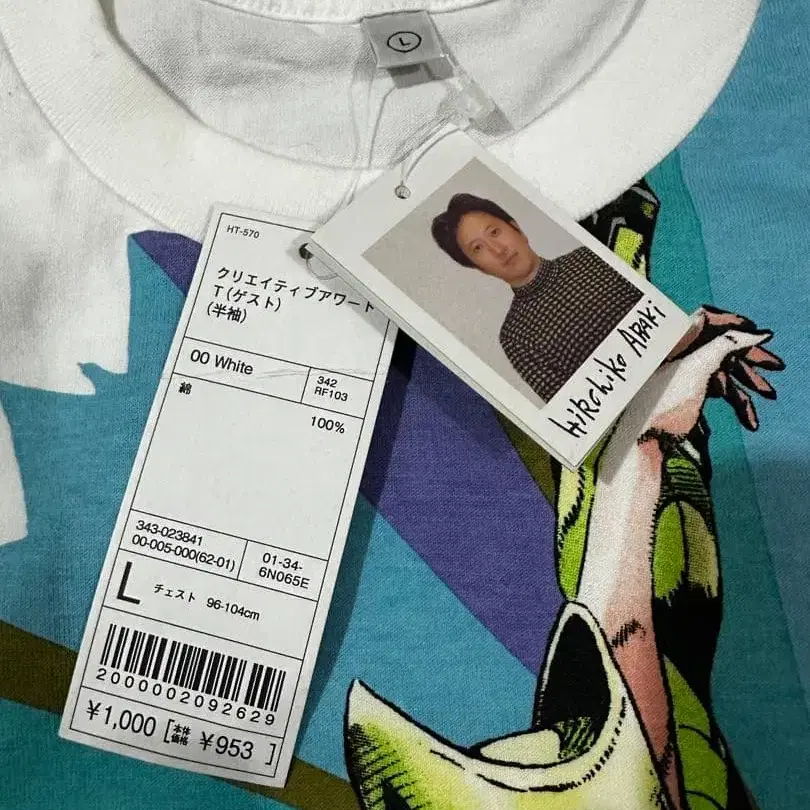 L
HT-570
クリエイティブアワード
T(ゲスト)
(半袖)
00 White
342
RF103
綿
100%
343-023841
00-005-000(62-01)
01-34-
6N065E
L チェスト 96-104cm
2000002092629
¥1,000 [本体価格 ¥953 ]
HiROHiKO ARAKi